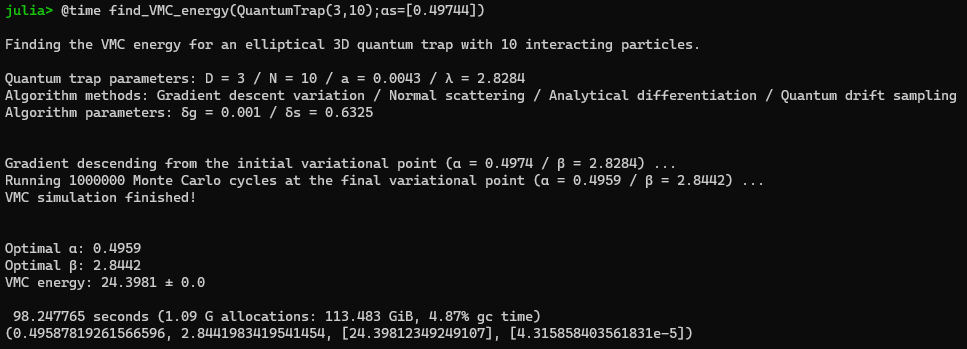 julia> @time find_VMC_energy(QuantumTrap(3,10);αs=[0.49744])
Finding the VMC energy for an elliptical 3D quantum trap with 10 interacting particles.
Quantum trap parameters: D = 3 / N = 10 / a = 0.0043 / λ = 2.8284
Algorithm methods: Gradient descent variation / Normal scattering / Analytical differentiation / Quantum drift sampling
Algorithm parameters: δg = 0.001 / δs = 0.6325
Gradient descending from the initial variational point (α = 0.4974 / β = 2.8284) ...
Running 1000000 Monte Carlo cycles at the final variational point (α = 0.4959 / β = 2.8442) ...
VMC simulation finished!
Optimal α: 0.4959
Optimal β: 2.8442
VMC energy: 24.3981 ± 0.0
98.247765 seconds (1.09 G allocations: 113.483 GiB, 4.87% gc time)
(0.49587819261566596, 2.8441983419541454, [24.39812349249107], [4.315858403561831e-5])